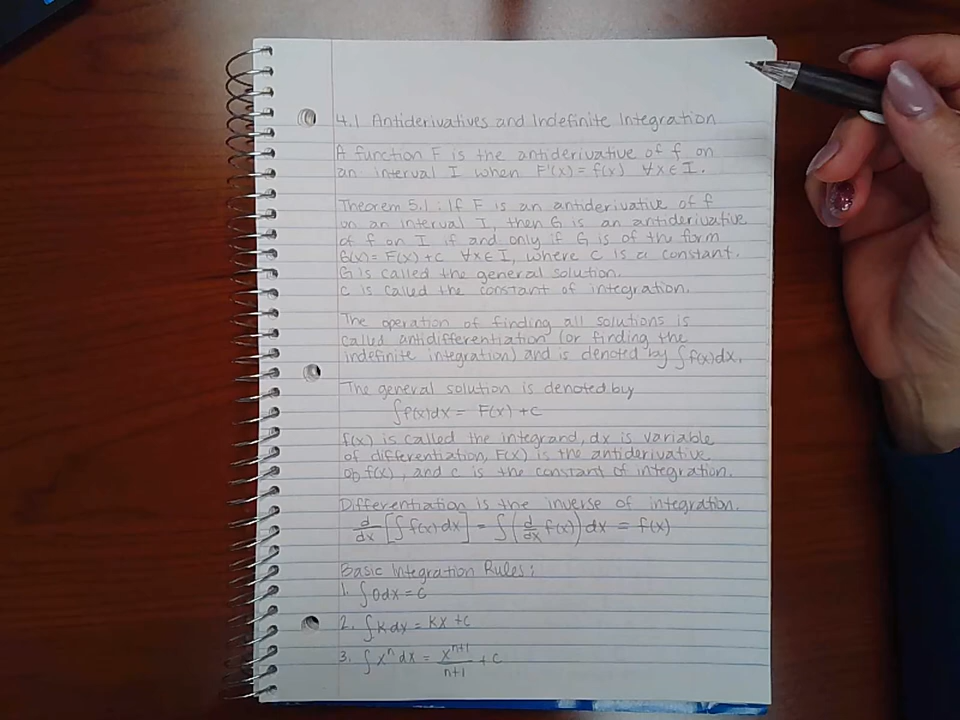 4.1 Antiderivatives and Indefinite Integration
A function F is the antiderivative of f on
an interval I when F'(x) = f(x) ∀x∈I.
Theorem 5.1: If F is an antiderivative of f
on an interval I, then G is an antiderivative
of f on I if and only if G is of the form
G(x) = F(x) + C ∀x∈I, where C is a constant.
G is called the general solution.
C is called the constant of integration.
The operation of finding all solutions is
called antidifferentiation (or finding the
indefinite integration) and is denoted by ∫f(x)dx.
The general solution is denoted by
∫f(x)dx = F(x) + C
f(x) is called the integrand, dx is variable
of differentiation, F(x) is the antiderivative
of f(x), and C is the constant of integration.
Differentiation is the inverse of integration.
d/dx [∫f(x)dx] = ∫(d/dx f(x))dx = f(x)
Basic Integration Rules:
1. ∫0dx = C
2. ∫k dx = kx + C
3. ∫x^n dx = x^(n+1)/(n+1) + C